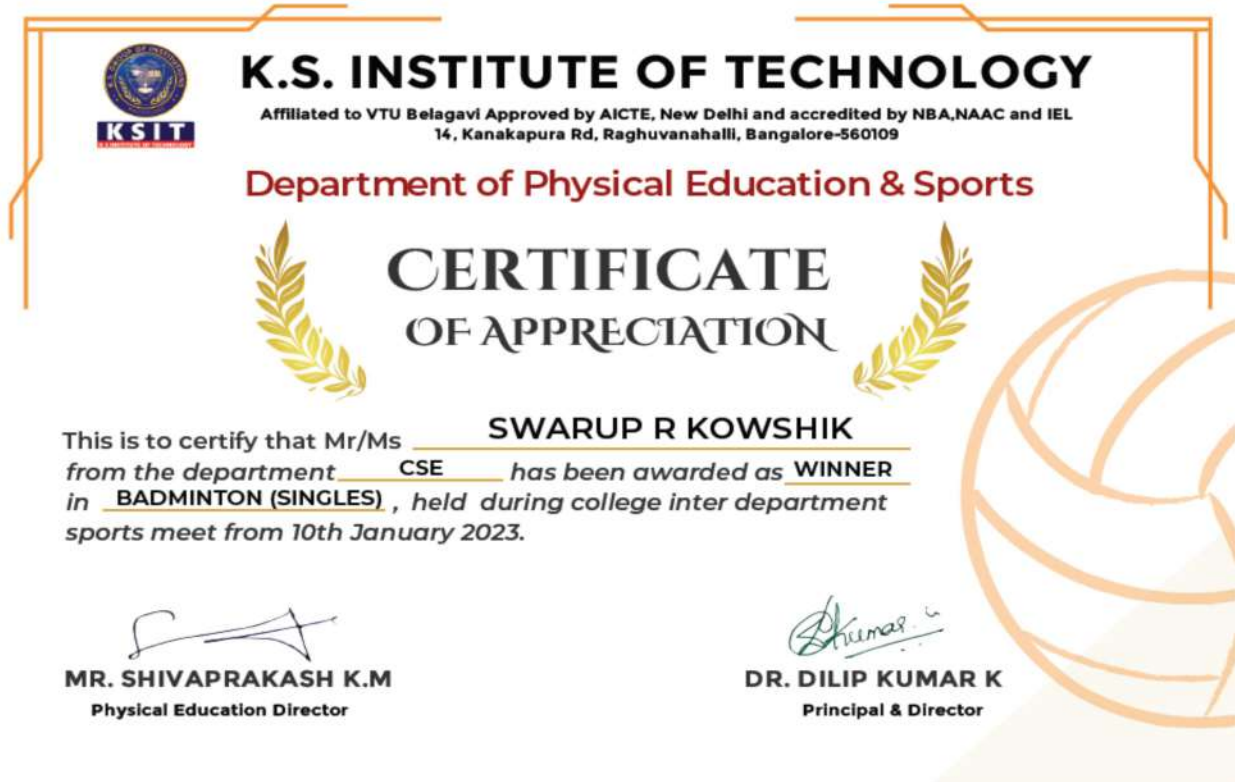 K.S. INSTITUTE OF TECHNOLOGY
Affiliated to VTU Belagavi Approved by AICTE, New Delhi and accredited by NBA,NAAC and IEL
14, Kanakapura Rd, Raghuvanahalli, Bangalore-560109
KSIT
K S INSTITUTE OF TECHNOLOGY
Department of Physical Education & Sports
CERTIFICATE
OF APPRECIATION
This is to certify that Mr/Ms SWARUP R KOWSHIK
from the department CSE has been awarded as WINNER
in BADMINTON (SINGLES) , held during college inter department
sports meet from 10th January 2023.
Kumar
MR. SHIVAPRAKASH K.M
DR. DILIP KUMAR K
Physical Education Director
Principal & Director